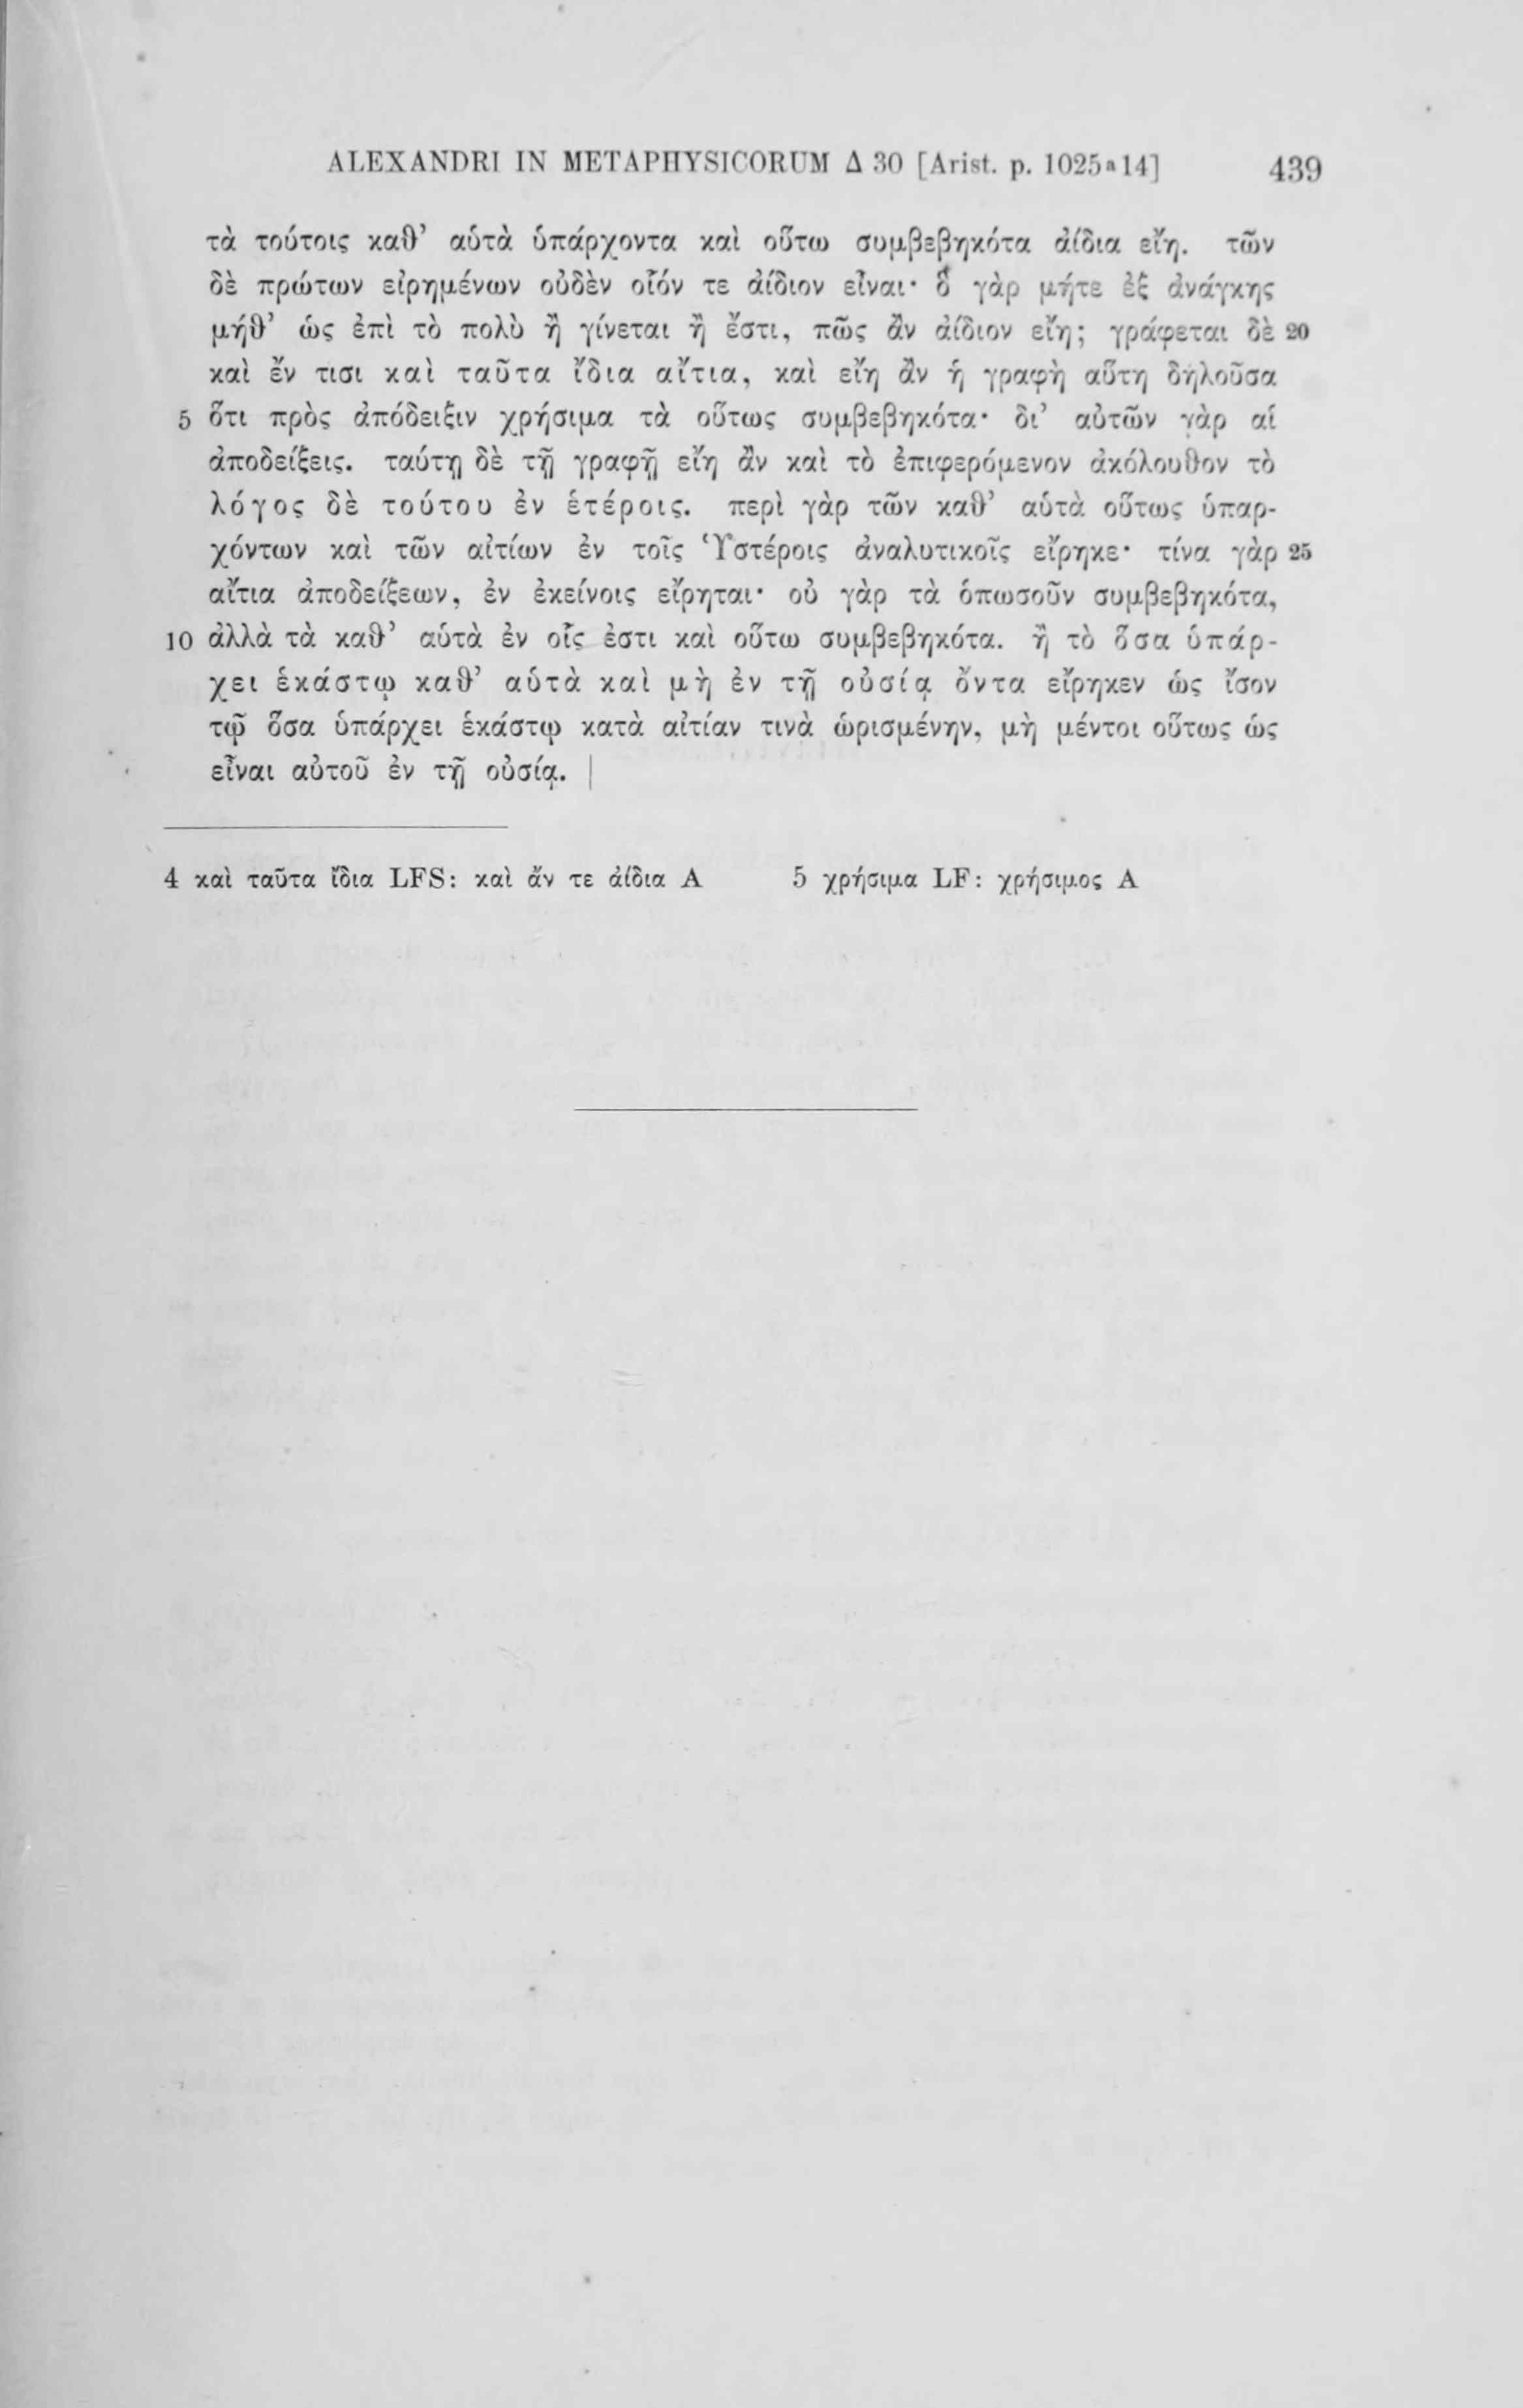 ALEXANDRI IN METAPHYSICORUM Δ 30 [Arist. p. 1025ᵃ14] 439
τὰ τούτοις καθ’ αὑτὰ ὑπάρχοντα καὶ οὕτω συμβεβηκότα ἀίδια εἴη. τῶν
δὲ πρώτων εἰρημένων οὐδὲν οἷόν τε ἀίδιον εἶναι· ὃ γὰρ μήτε ἐξ ἀνάγκης
μήθ’ ὡς ἐπὶ τὸ πολὺ ἢ γίνεται ἢ ἔστι, πῶς ἂν ἀίδιον εἴη; γράφεται δὲ 20
καὶ ἔν τισι καὶ ταῦτα ἴδια αἴτια, καὶ εἴη ἂν ἡ γραφὴ αὕτη δηλοῦσα
5 ὅτι πρὸς ἀπόδειξιν χρήσιμα τὰ οὕτως συμβεβηκότα· δι’ αὐτῶν γὰρ αἱ
ἀποδείξεις. ταύτῃ δὲ τῇ γραφῇ εἴη ἂν καὶ τὸ ἐπιφερόμενον ἀκόλουθον τὸ
λόγος δὲ τούτου ἐν ἑτέροις. περὶ γὰρ τῶν καθ’ αὑτὰ οὕτως ὑπαρ-
χόντων καὶ τῶν αἰτίων ἐν τοῖς Ὑστέροις ἀναλυτικοῖς εἴρηκε· τίνα γὰρ 25
αἴτια ἀποδείξεων, ἐν ἐκείνοις εἴρηται· οὐ γὰρ τὰ ὁπωσοῦν συμβεβηκότα,
10 ἀλλὰ τὰ καθ’ αὑτὰ ἐν οἷς ἐστι καὶ οὕτω συμβεβηκότα. ἢ τὸ ὅσα ὑπάρ-
χει ἑκάστῳ καθ’ αὑτὰ καὶ μὴ ἐν τῇ οὐσίᾳ ὄντα εἴρηκεν ὡς ἴσον
τῷ ὅσα ὑπάρχει ἑκάστῳ κατὰ αἰτίαν τινὰ ὡρισμένην, μὴ μέντοι οὕτως ὡς
εἶναι αὐτοῦ ἐν τῇ οὐσίᾳ. |
4 καὶ ταῦτα ἴδια LFS: καὶ ἄν τε ἀίδια A 5 χρήσιμα LF: χρήσιμος A